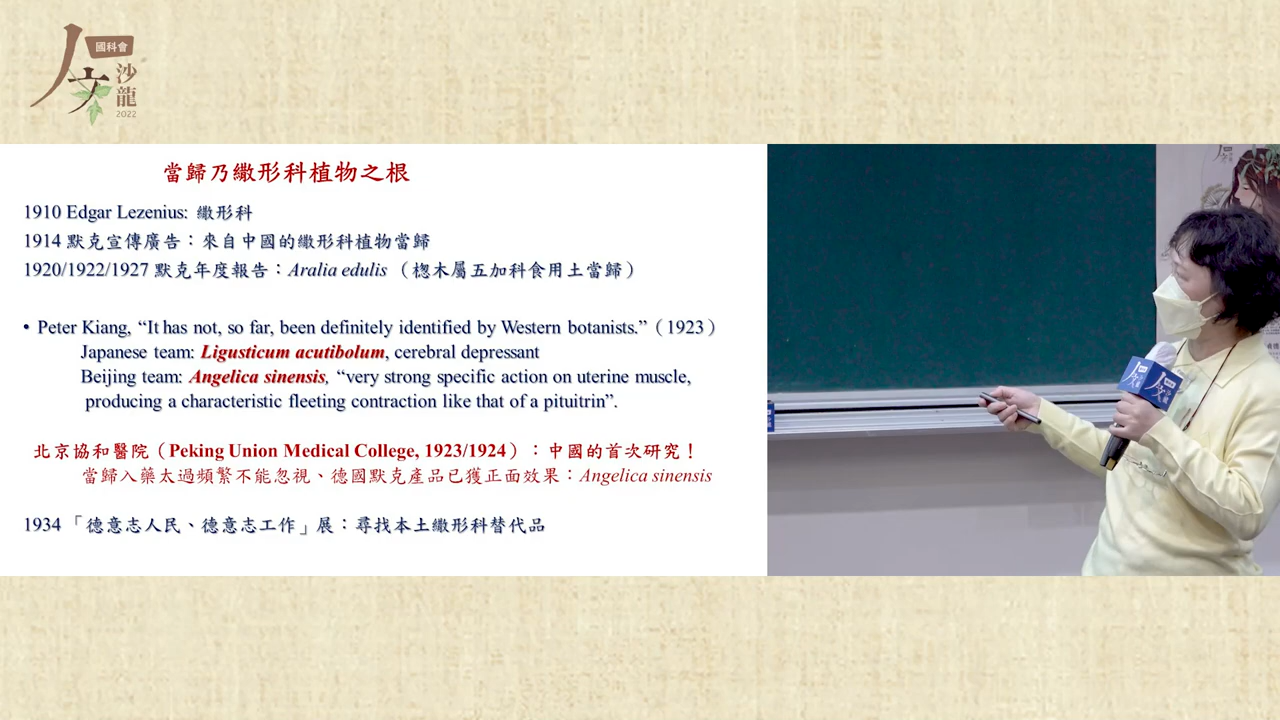 國科會
人文
沙龍
2022
當歸乃繖形科植物之根
1910 Edgar Lezenius: 繖形科
1914 默克宣傳廣告：來自中國的繖形科植物當歸
1920/1922/1927 默克年度報告：Aralia edulis （楤木屬五加科食用土當歸）
• Peter Kiang, “It has not, so far, been definitely identified by Western botanists.”（1923）
Japanese team: Ligusticum acutibolum, cerebral depressant
Beijing team: Angelica sinensis, “very strong specific action on uterine muscle,
producing a characteristic fleeting contraction like that of a pituitrin”.
北京協和醫院（Peking Union Medical College, 1923/1924）：中國的首次研究！
當歸入藥太過頻繁不能忽視、德國默克產品已獲正面效果：Angelica sinensis
1934 「德意志人民、德意志工作」展：尋找本土繖形科替代品